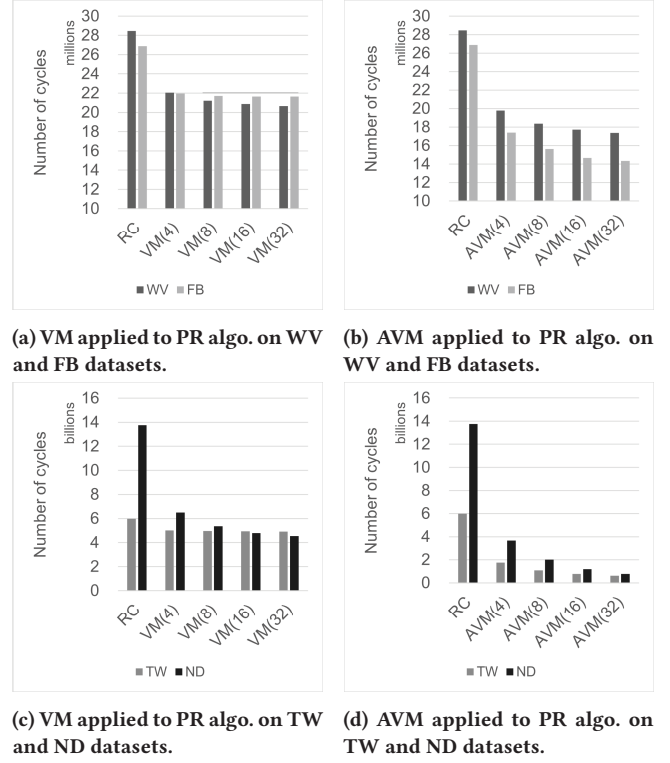 30
28
26
24
22
20
18
16
14
12
10
Number of cycles
millions
RC
VM(4)
VM(8)
VM(16)
VM(32)
WV FB
(a) VM applied to PR algo. on WV
and FB datasets.
30
28
26
24
22
20
18
16
14
12
10
Number of cycles
millions
RC
AVM(4)
AVM(8)
AVM(16)
AVM(32)
WV FB
(b) AVM applied to PR algo. on
WV and FB datasets.
16
14
12
10
8
6
4
2
0
Number of cycles
billions
RC
VM(4)
VM(8)
VM(16)
VM(32)
TW ND
(c) VM applied to PR algo. on TW
and ND datasets.
16
14
12
10
8
6
4
2
0
Number of cycles
billions
RC
AVM(4)
AVM(8)
AVM(16)
AVM(32)
TW ND
(d) AVM applied to PR algo. on
TW and ND datasets.